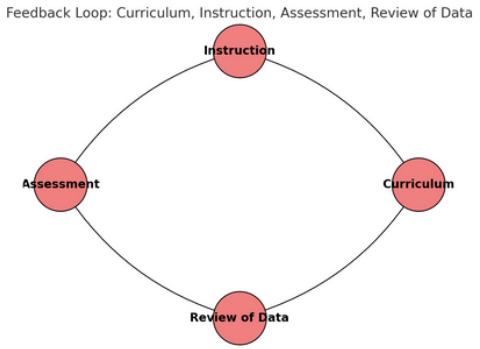 Feedback Loop: Curriculum, Instruction, Assessment, Review of Data
Instruction
Assessment
Curriculum
Review of Data